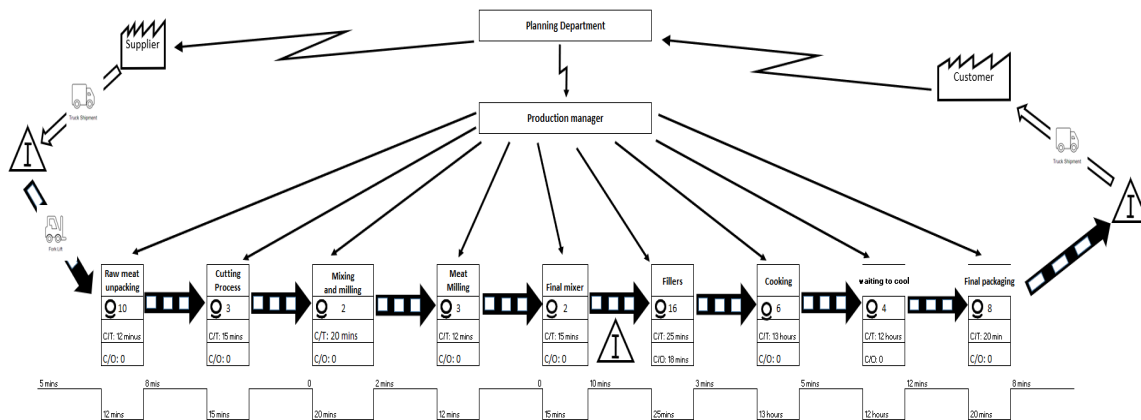 Planning Department
Supplier
Customer
Truck Shipment
Production manager
Truck Shipment
I
I
Fork Lift
Raw meat
unpacking
Cutting
Process
Mixing
and milling
Meat
Milling
Final mixer
Fillers
Cooking
waiting to cool
Final packaging
10
3
2
3
2
16
6
4
8
C/T: 12 minus
C/T: 15 mins
C/T: 20 mins
C/T: 12 mins
C/T: 15 mins
I
C/T: 25 mins
C/T: 13 hours
C/T: 12 hours
C/T: 20 min
C/O: 0
C/O: 0
C/O: 0
C/O: 0
C/O: 0
C/O: 18 mins
C/O: 0
C/O: 0
C/O: 0
5 mins
8 mis
0
2 mins
0
10 mins
3 mins
5 mins
12 mins
8 mins
12 mins
15 mins
20 mins
12 mins
15 mins
25mins
13 hours
12 hours
20 mins